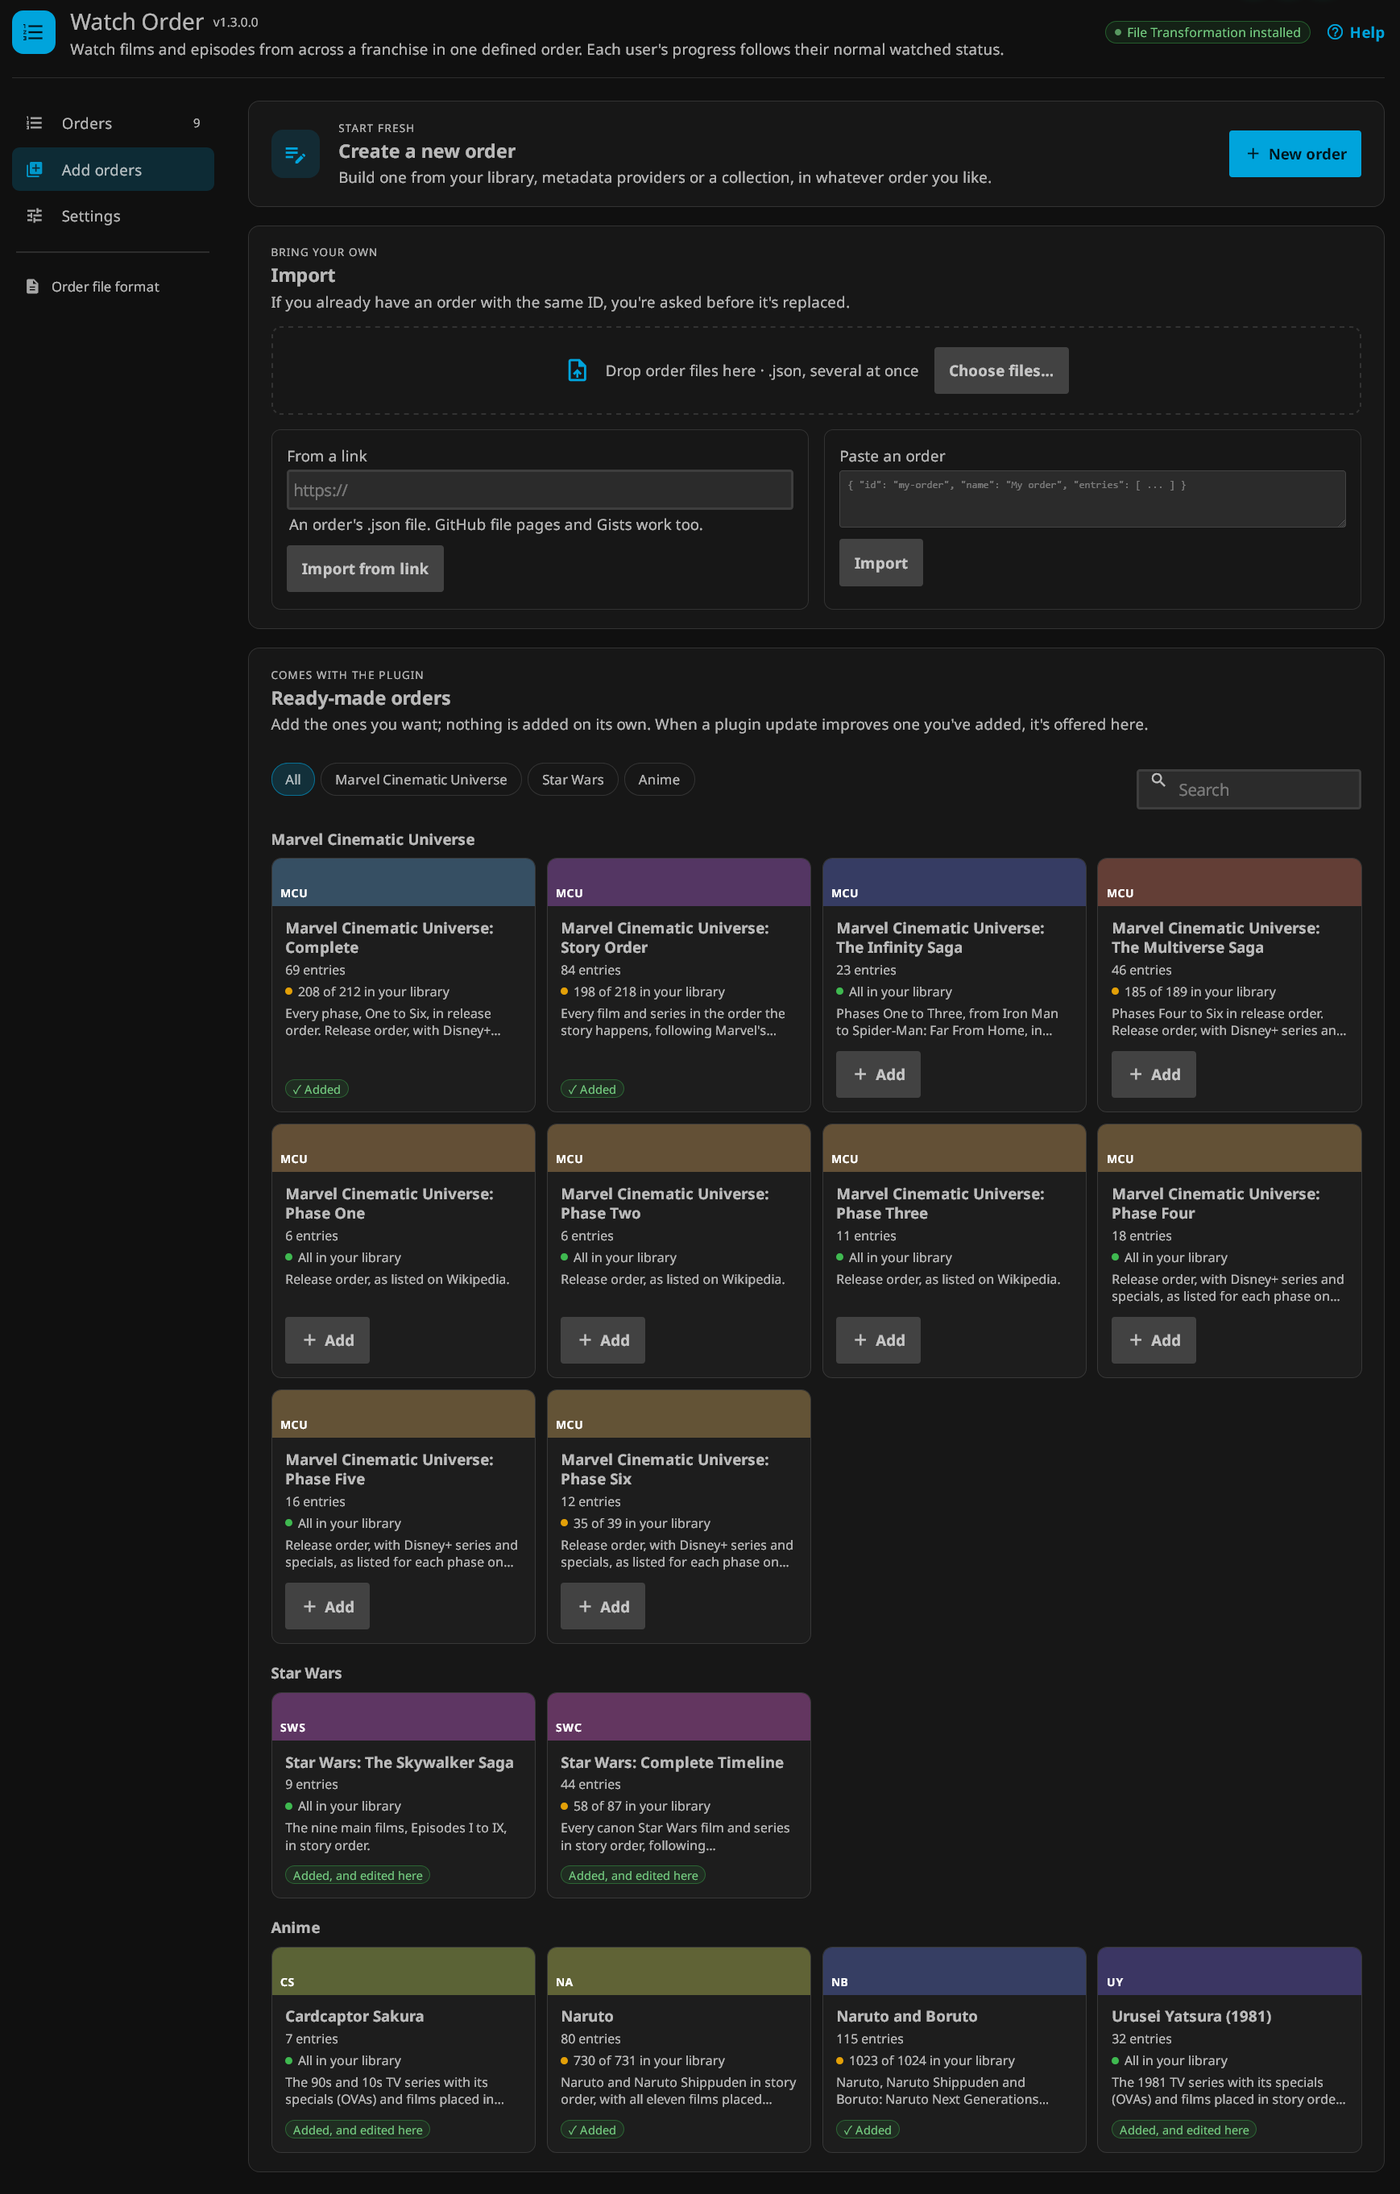 Watch Order v1.3.0.0
Watch films and episodes from across a franchise in one defined order. Each user's progress follows their normal watched status.
File Transformation installed
Help
Orders 9
Add orders
Settings
Order file format
START FRESH
Create a new order
Build one from your library, metadata providers or a collection, in whatever order you like.
+ New order
BRING YOUR OWN
Import
If you already have an order with the same ID, you're asked before it's replaced.
Drop order files here · .json, several at once
Choose files...
From a link
https://
An order's .json file. GitHub file pages and Gists work too.
Import from link
Paste an order
{ "id": "my-order", "name": "My order", "entries": [ ... ] }
Import
COMES WITH THE PLUGIN
Ready-made orders
Add the ones you want; nothing is added on its own. When a plugin update improves one you've added, it's offered here.
All
Marvel Cinematic Universe
Star Wars
Anime
Search
Marvel Cinematic Universe
MCU
Marvel Cinematic Universe:
Complete
69 entries
208 of 212 in your library
Every phase, One to Six, in release
order. Release order, with Disney+...
✓ Added
MCU
Marvel Cinematic Universe:
Story Order
84 entries
198 of 218 in your library
Every film and series in the order the
story happens, following Marvel's...
✓ Added
MCU
Marvel Cinematic Universe:
The Infinity Saga
23 entries
All in your library
Phases One to Three, from Iron Man
to Spider-Man: Far From Home, in...
+ Add
MCU
Marvel Cinematic Universe:
The Multiverse Saga
46 entries
185 of 189 in your library
Phases Four to Six in release order.
Release order, with Disney+ series an...
+ Add
MCU
Marvel Cinematic Universe:
Phase One
6 entries
All in your library
Release order, as listed on Wikipedia.
+ Add
MCU
Marvel Cinematic Universe:
Phase Two
6 entries
All in your library
Release order, as listed on Wikipedia.
+ Add
MCU
Marvel Cinematic Universe:
Phase Three
11 entries
All in your library
Release order, as listed on Wikipedia.
+ Add
MCU
Marvel Cinematic Universe:
Phase Four
18 entries
All in your library
Release order, with Disney+ series and
specials, as listed for each phase on...
+ Add
MCU
Marvel Cinematic Universe:
Phase Five
16 entries
All in your library
Release order, with Disney+ series and
specials, as listed for each phase on...
+ Add
MCU
Marvel Cinematic Universe:
Phase Six
12 entries
35 of 39 in your library
Release order, with Disney+ series and
specials, as listed for each phase on...
+ Add
Star Wars
SWS
Star Wars: The Skywalker Saga
9 entries
All in your library
The nine main films, Episodes I to IX,
in story order.
Added, and edited here
SWC
Star Wars: Complete Timeline
44 entries
58 of 87 in your library
Every canon Star Wars film and series
in story order, following...
Added, and edited here
Anime
CS
Cardcaptor Sakura
7 entries
All in your library
The 90s and 10s TV series with its
specials (OVAs) and films placed in...
Added, and edited here
NA
Naruto
80 entries
730 of 731 in your library
Naruto and Naruto Shippuden in story
order, with all eleven films placed...
✓ Added
NB
Naruto and Boruto
115 entries
1023 of 1024 in your library
Naruto, Naruto Shippuden and
Boruto: Naruto Next Generations...
✓ Added
UY
Urusei Yatsura (1981)
32 entries
All in your library
The 1981 TV series with its specials
(OVAs) and films placed in story orde...
Added, and edited here